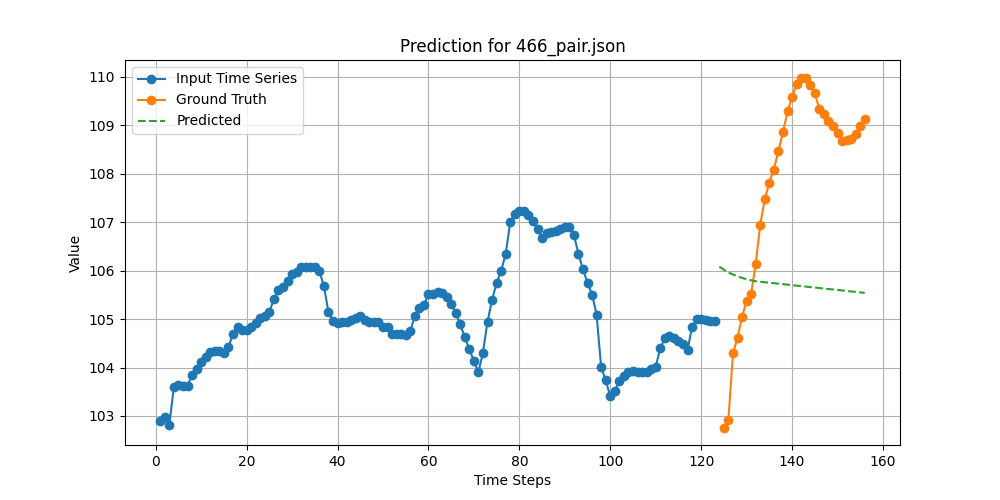 Prediction for 466_pair.json
Input Time Series
Ground Truth
Predicted
110
109
108
107
106
105
104
103
Value
0 20 40 60 80 100 120 140 160
Time Steps